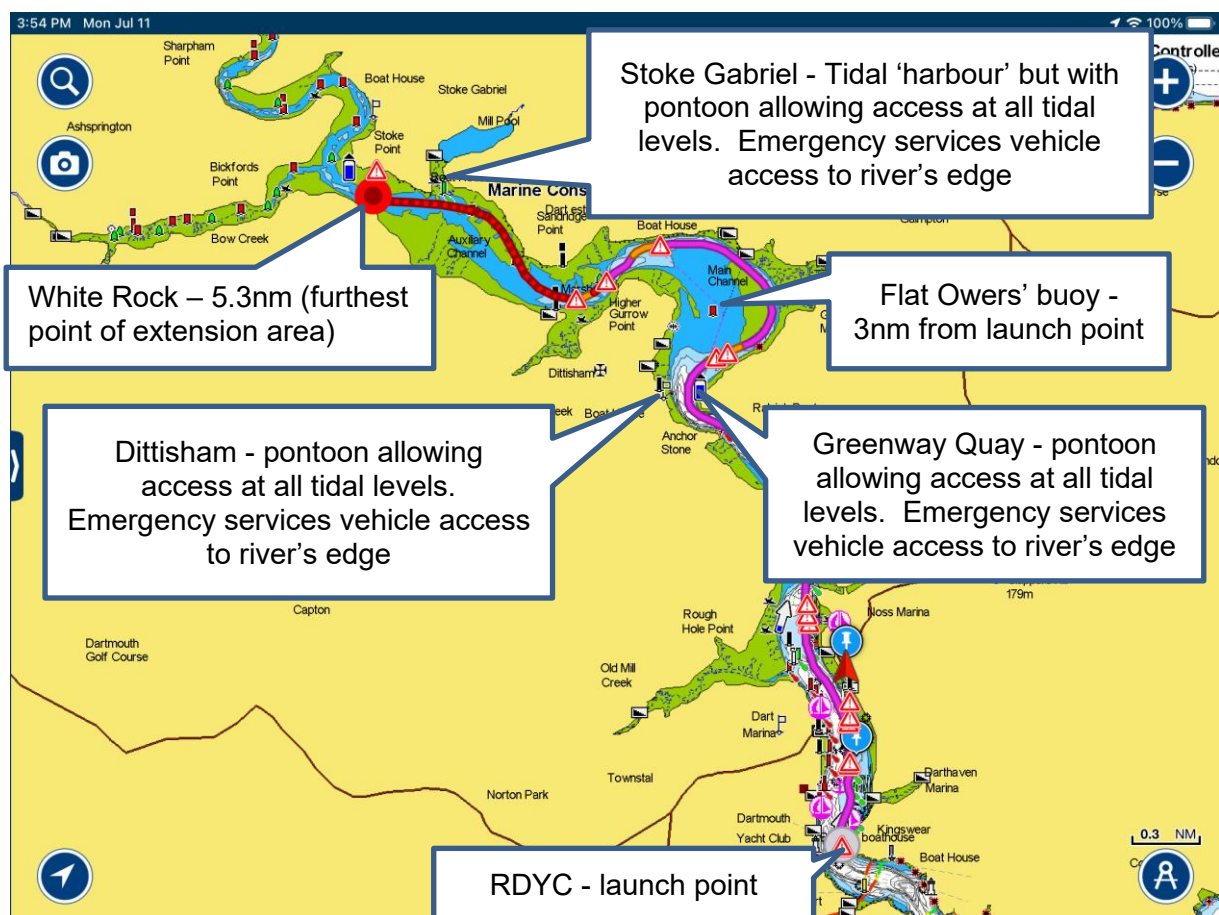 3:54 PM Mon Jul 11
100%
Sharpham
Point
Boat House
Stoke Gabriel
Mill Pool
Ashsprington
Stoke
Point
Bickfords
Point
Bow Creek
Stoke Gabriel - Tidal ‘harbour’ but with
pontoon allowing access at all tidal
levels. Emergency services vehicle
access to river’s edge
Controlle
Marine Cons
Dart est
Sandridge
Point
Boat House
Galmpton
Auxiliary
Channel
Main
Channel
White Rock – 5.3nm (furthest
point of extension area)
Higher
Gurrow
Point
Flat Owers’ buoy -
3nm from launch point
Dittisham
Anchor
Stone
Dittisham - pontoon allowing
access at all tidal levels.
Emergency services vehicle access
to river’s edge
Greenway Quay - pontoon
allowing access at all tidal
levels. Emergency services
vehicle access to river’s edge
179m
Capton
Rough
Hole Point
Noss Marina
Dartmouth
Golf Course
Old Mill
Creek
Dart
Marina
Townstal
Darthaven
Marina
Norton Park
Dartmouth
Yacht Club
Kingswear
boathouse
Boat House
0.3 NM
RDYC - launch point